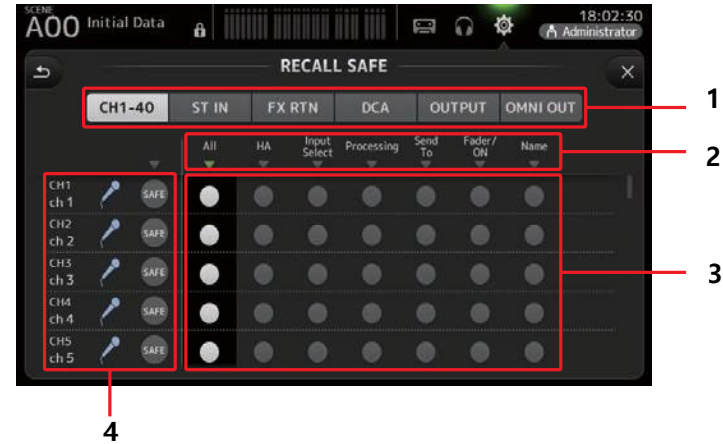 SCENE
A00 Initial Data
18:02:30
Administrator
RECALL SAFE
CH1-40 ST IN FX RTN DCA OUTPUT OMNI OUT
1
All HA Input Select Processing Send To Fader/ON Name
2
CH1
ch 1
SAFE
CH2
ch 2
SAFE
CH3
ch 3
SAFE
3
CH4
ch 4
SAFE
CH5
ch 5
SAFE
4